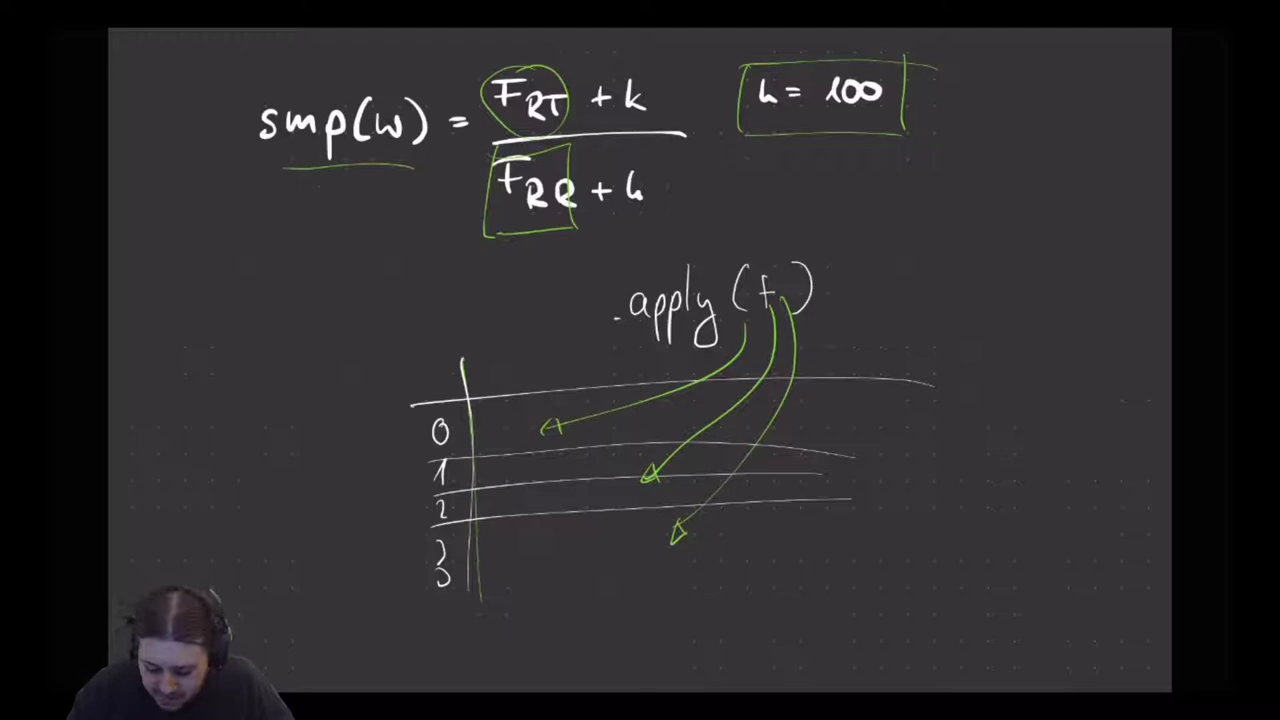 smp(w) = F_RT + k
F_RR + k
k = 100
.apply(f)
0
1
2
3